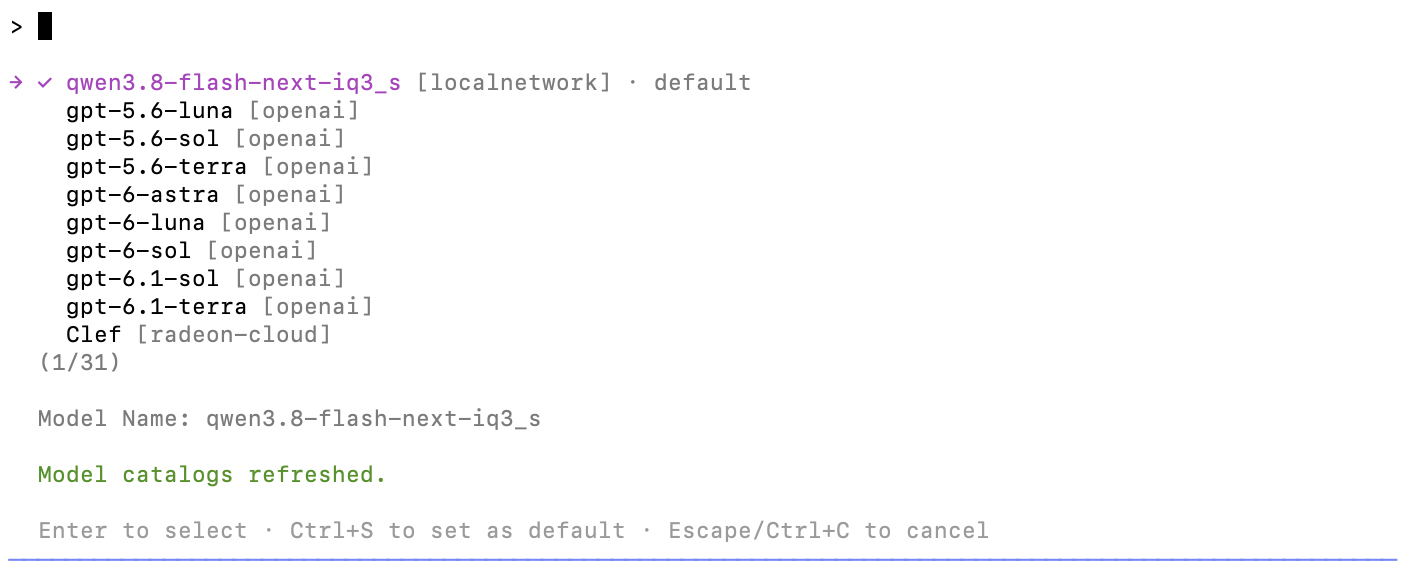 >
→ ✓ qwen3.8-flash-next-iq3_s [localnetwork] · default
gpt-5.6-luna [openai]
gpt-5.6-sol [openai]
gpt-5.6-terra [openai]
gpt-6-astra [openai]
gpt-6-luna [openai]
gpt-6-sol [openai]
gpt-6.1-sol [openai]
gpt-6.1-terra [openai]
Clef [radeon-cloud]
(1/31)
Model Name: qwen3.8-flash-next-iq3_s
Model catalogs refreshed.
Enter to select · Ctrl+S to set as default · Escape/Ctrl+C to cancel